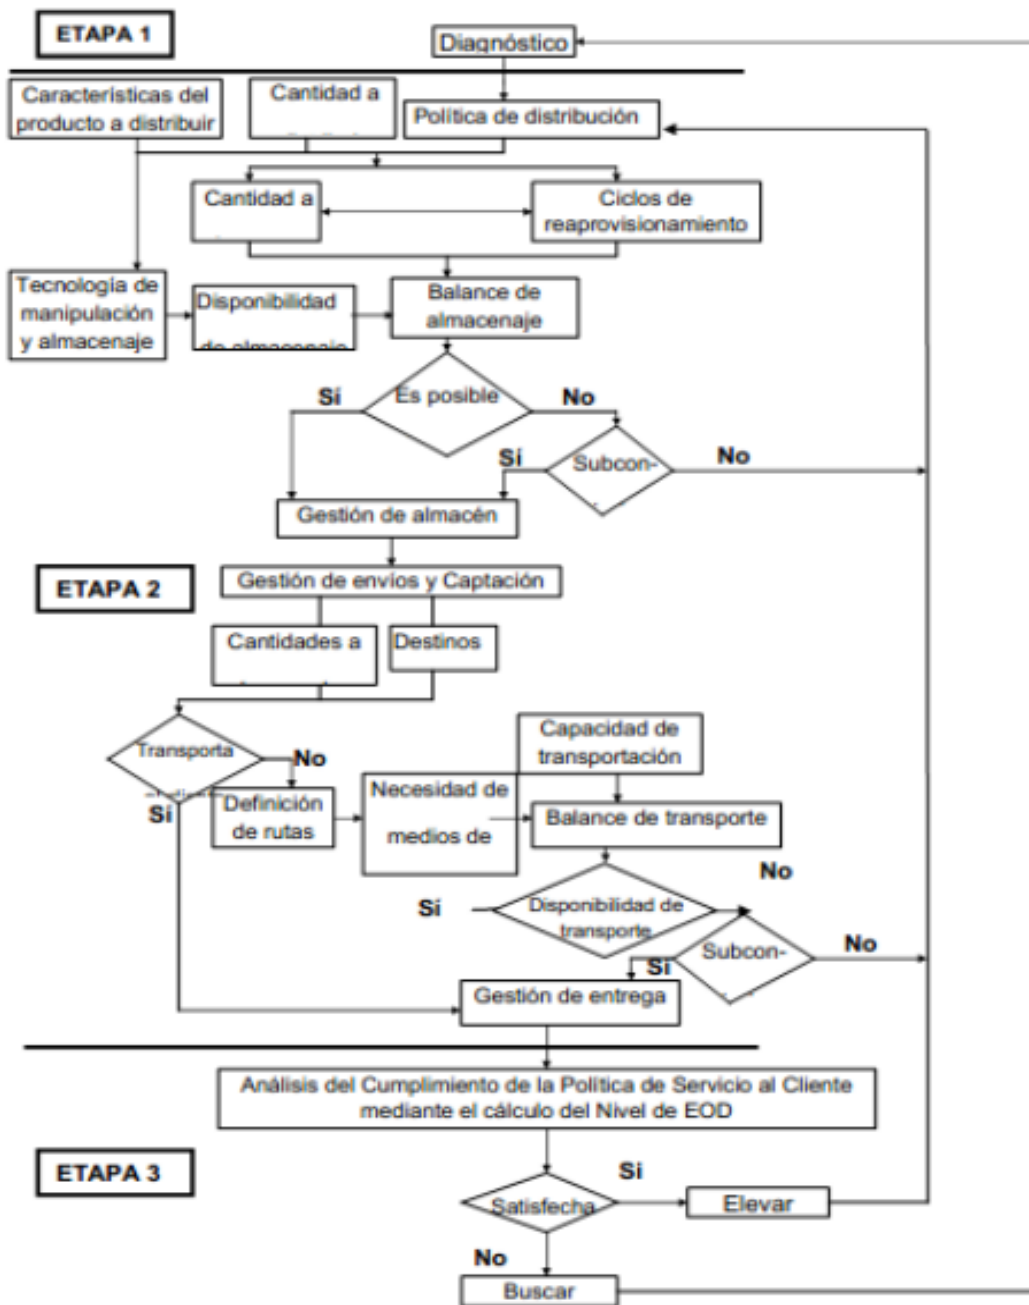 ETAPA 1
Diagnóstico
Características del
producto a distribuir
Cantidad a
Política de distribución
Cantidad a
Ciclos de
reaprovisionamiento
Tecnología de
manipulación
y almacenaje
Disponibilidad
de almacenaje
Balance de
almacenaje
Es posible
Sí
No
Subcon-
Sí
No
Gestión de almacén
Gestión de envíos y Captación
ETAPA 2
Cantidades a
Destinos
Transporta
No
Sí
Definición
de rutas
Necesidad de
medios de
Capacidad de
transportación
Balance de transporte
No
Sí
Disponibilidad de
transporte
Subcon-
No
Sí
Gestión de entrega
Análisis del Cumplimiento de la Política de Servicio al Cliente
mediante el cálculo del Nivel de EOD
ETAPA 3
Sí
Satisfecha
Elevar
No
Buscar